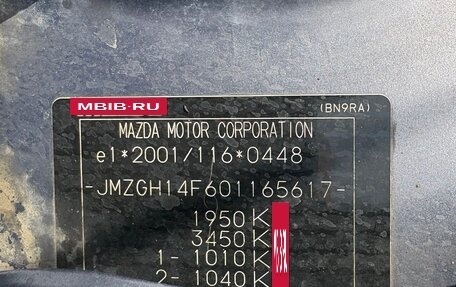 MBIB·RU
(BN9RA)
MAZDA MOTOR CORPORATION
e1*2001/116*0448
-JMZGH14F601165617-
1950 K
3450 K
1- 1010 K
2- 1040 K